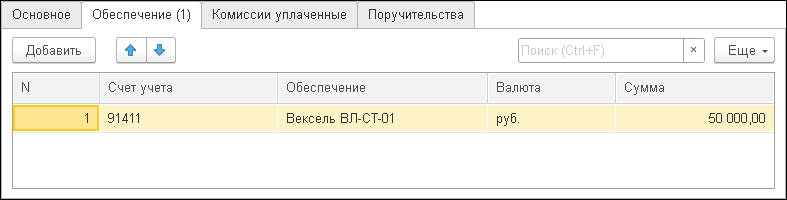 Основное Обеспечение (1) Комиссии уплаченные Поручительства
Добавить Поиск (Ctrl+F) × Еще
N Счет учета Обеспечение Валюта Сумма
1 91411 Вексель ВЛ-СТ-01 руб. 50 000,00